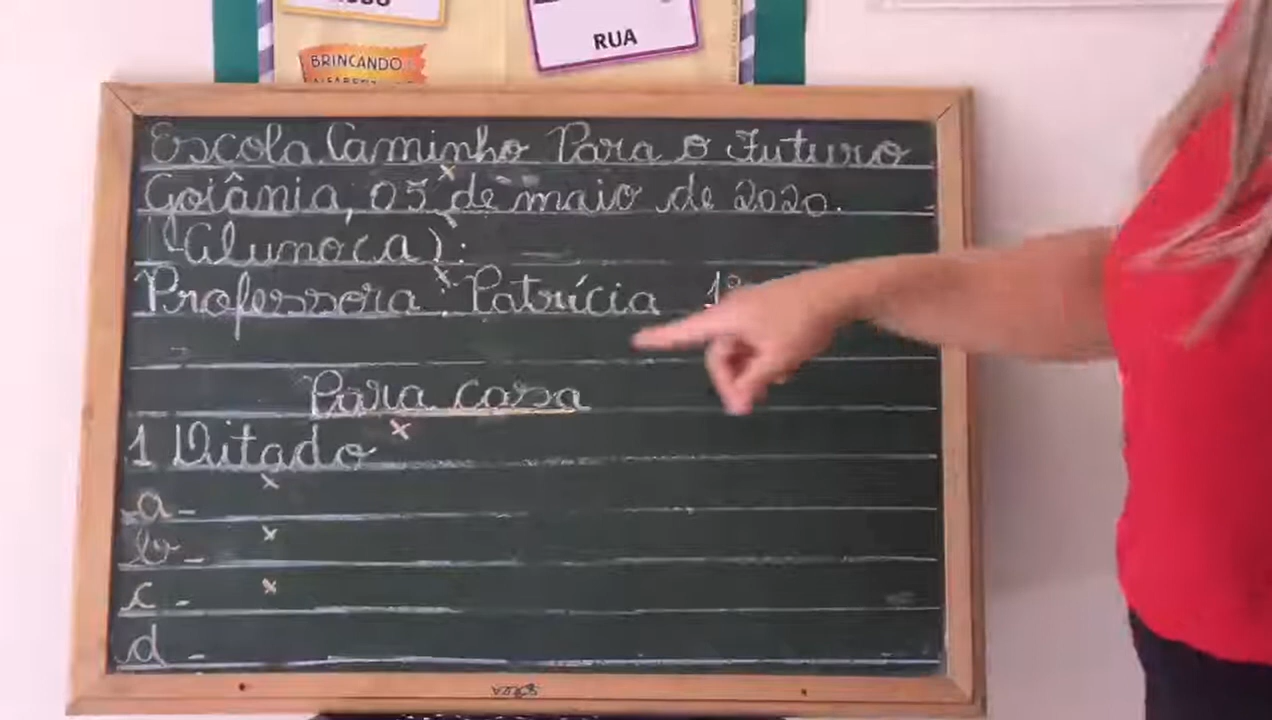 RUA
BRINCANDO
Escola Caminho Para o Futuro
Goiânia, 05 de maio de 2020.
Aluno(a):
Professora: Patrícia 1º
Para casa
1 Ditado
a-
b-
c-
d-